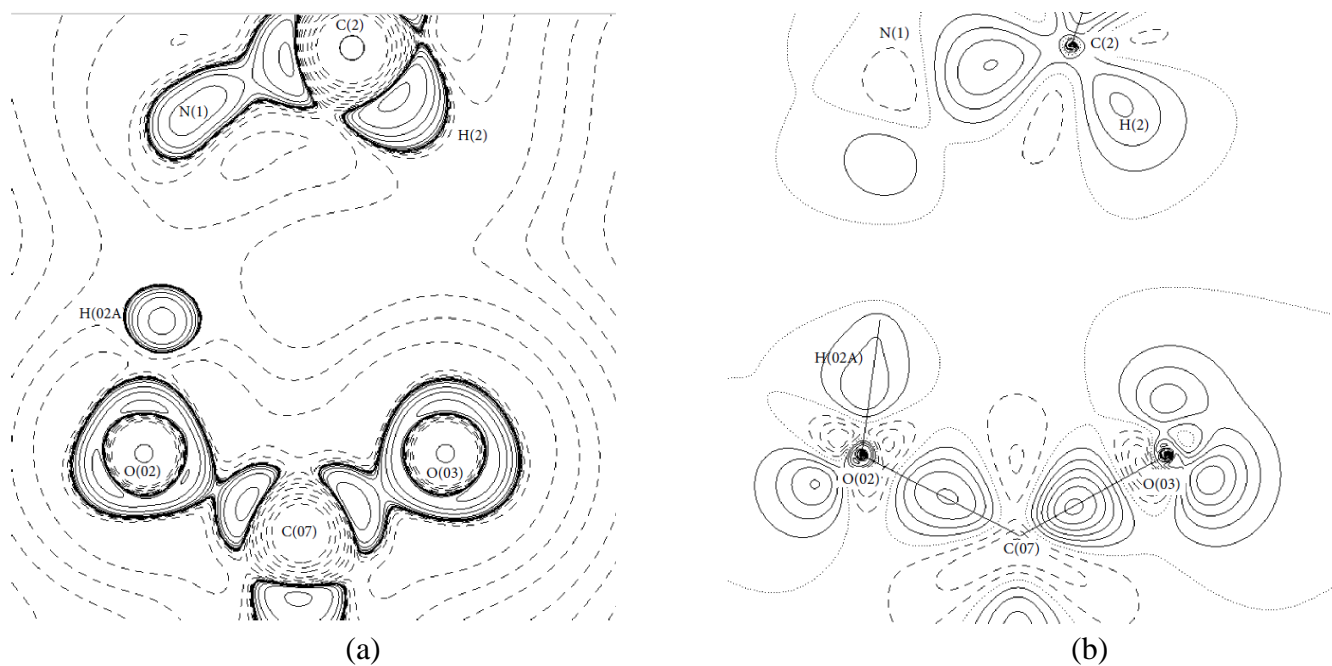 C(2)
N(1)
H(2)
H(02A
O(02)
O(03)
C(07)
(a)
N(1)
C(2)
H(2)
H(02A)
O(02)
O(03)
C(07)
(b)